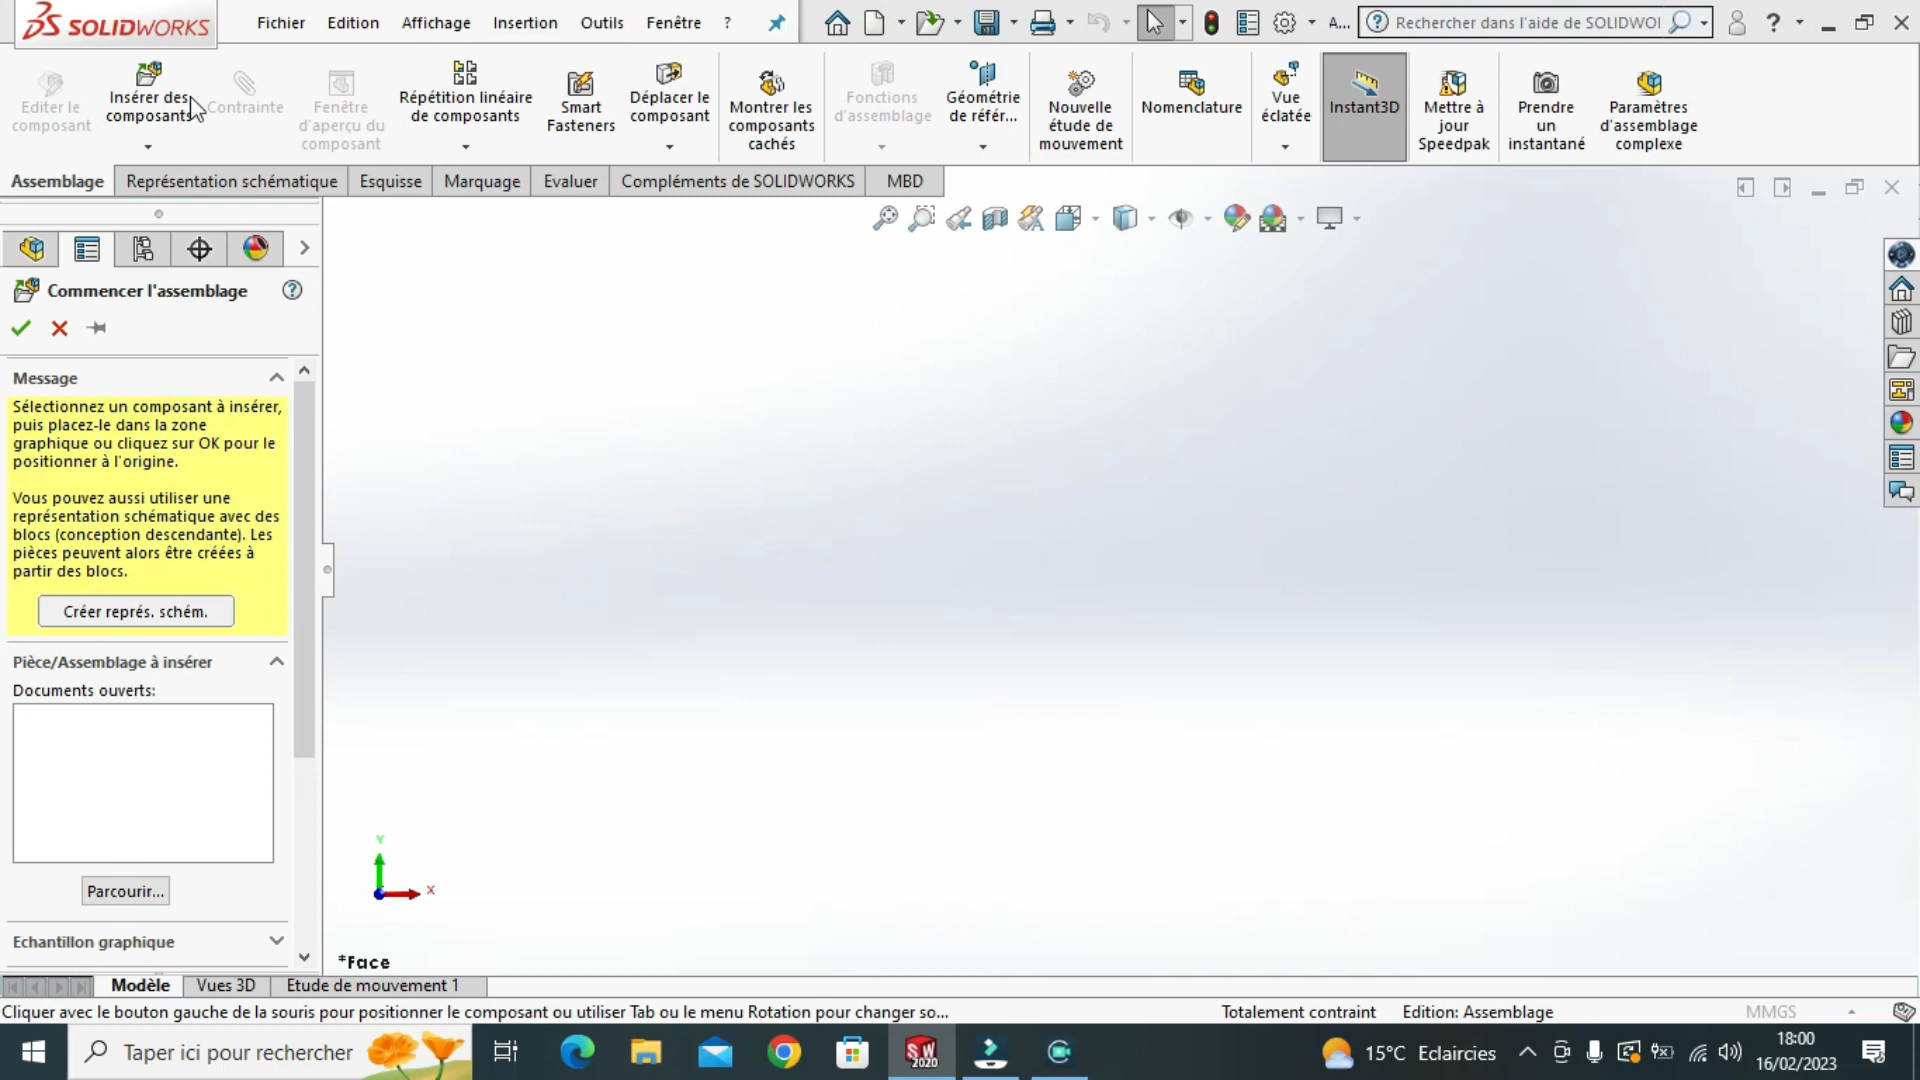 SOLIDWORKS
Fichier Edition Affichage Insertion Outils Fenêtre ?
A...
Rechercher dans l'aide de SOLIDWOI
?
Editer le
composant
Insérer des
composants
Contrainte
Fenêtre
d'aperçu du
composant
Répétition linéaire
de composants
Smart
Fasteners
Déplacer le
composant
Montrer les
composants
cachés
Fonctions
d'assemblage
Géométrie
de référ...
Nouvelle
étude de
mouvement
Nomenclature
Vue
éclatée
Instant3D
Mettre à
jour
Speedpak
Prendre
un
instantané
Paramètres
d'assemblage
complexe
Assemblage Représentation schématique Esquisse Marquage Evaluer Compléments de SOLIDWORKS MBD
Commencer l'assemblage
Message
Sélectionnez un composant à insérer,
puis placez-le dans la zone
graphique ou cliquez sur OK pour le
positionner à l'origine.
Vous pouvez aussi utiliser une
représentation schématique avec des
blocs (conception descendante). Les
pièces peuvent alors être créées à
partir des blocs.
Créer représ. schém.
Pièce/Assemblage à insérer
Documents ouverts:
Parcourir...
Echantillon graphique
Y
X
*Face
Modèle Vues 3D Etude de mouvement 1
Cliquer avec le bouton gauche de la souris pour positionner le composant ou utiliser Tab ou le menu Rotation pour changer so...
Totalement contraint Edition: Assemblage MMGS
Taper ici pour rechercher
SW
2020
15°C Eclaircies
18:00
16/02/2023